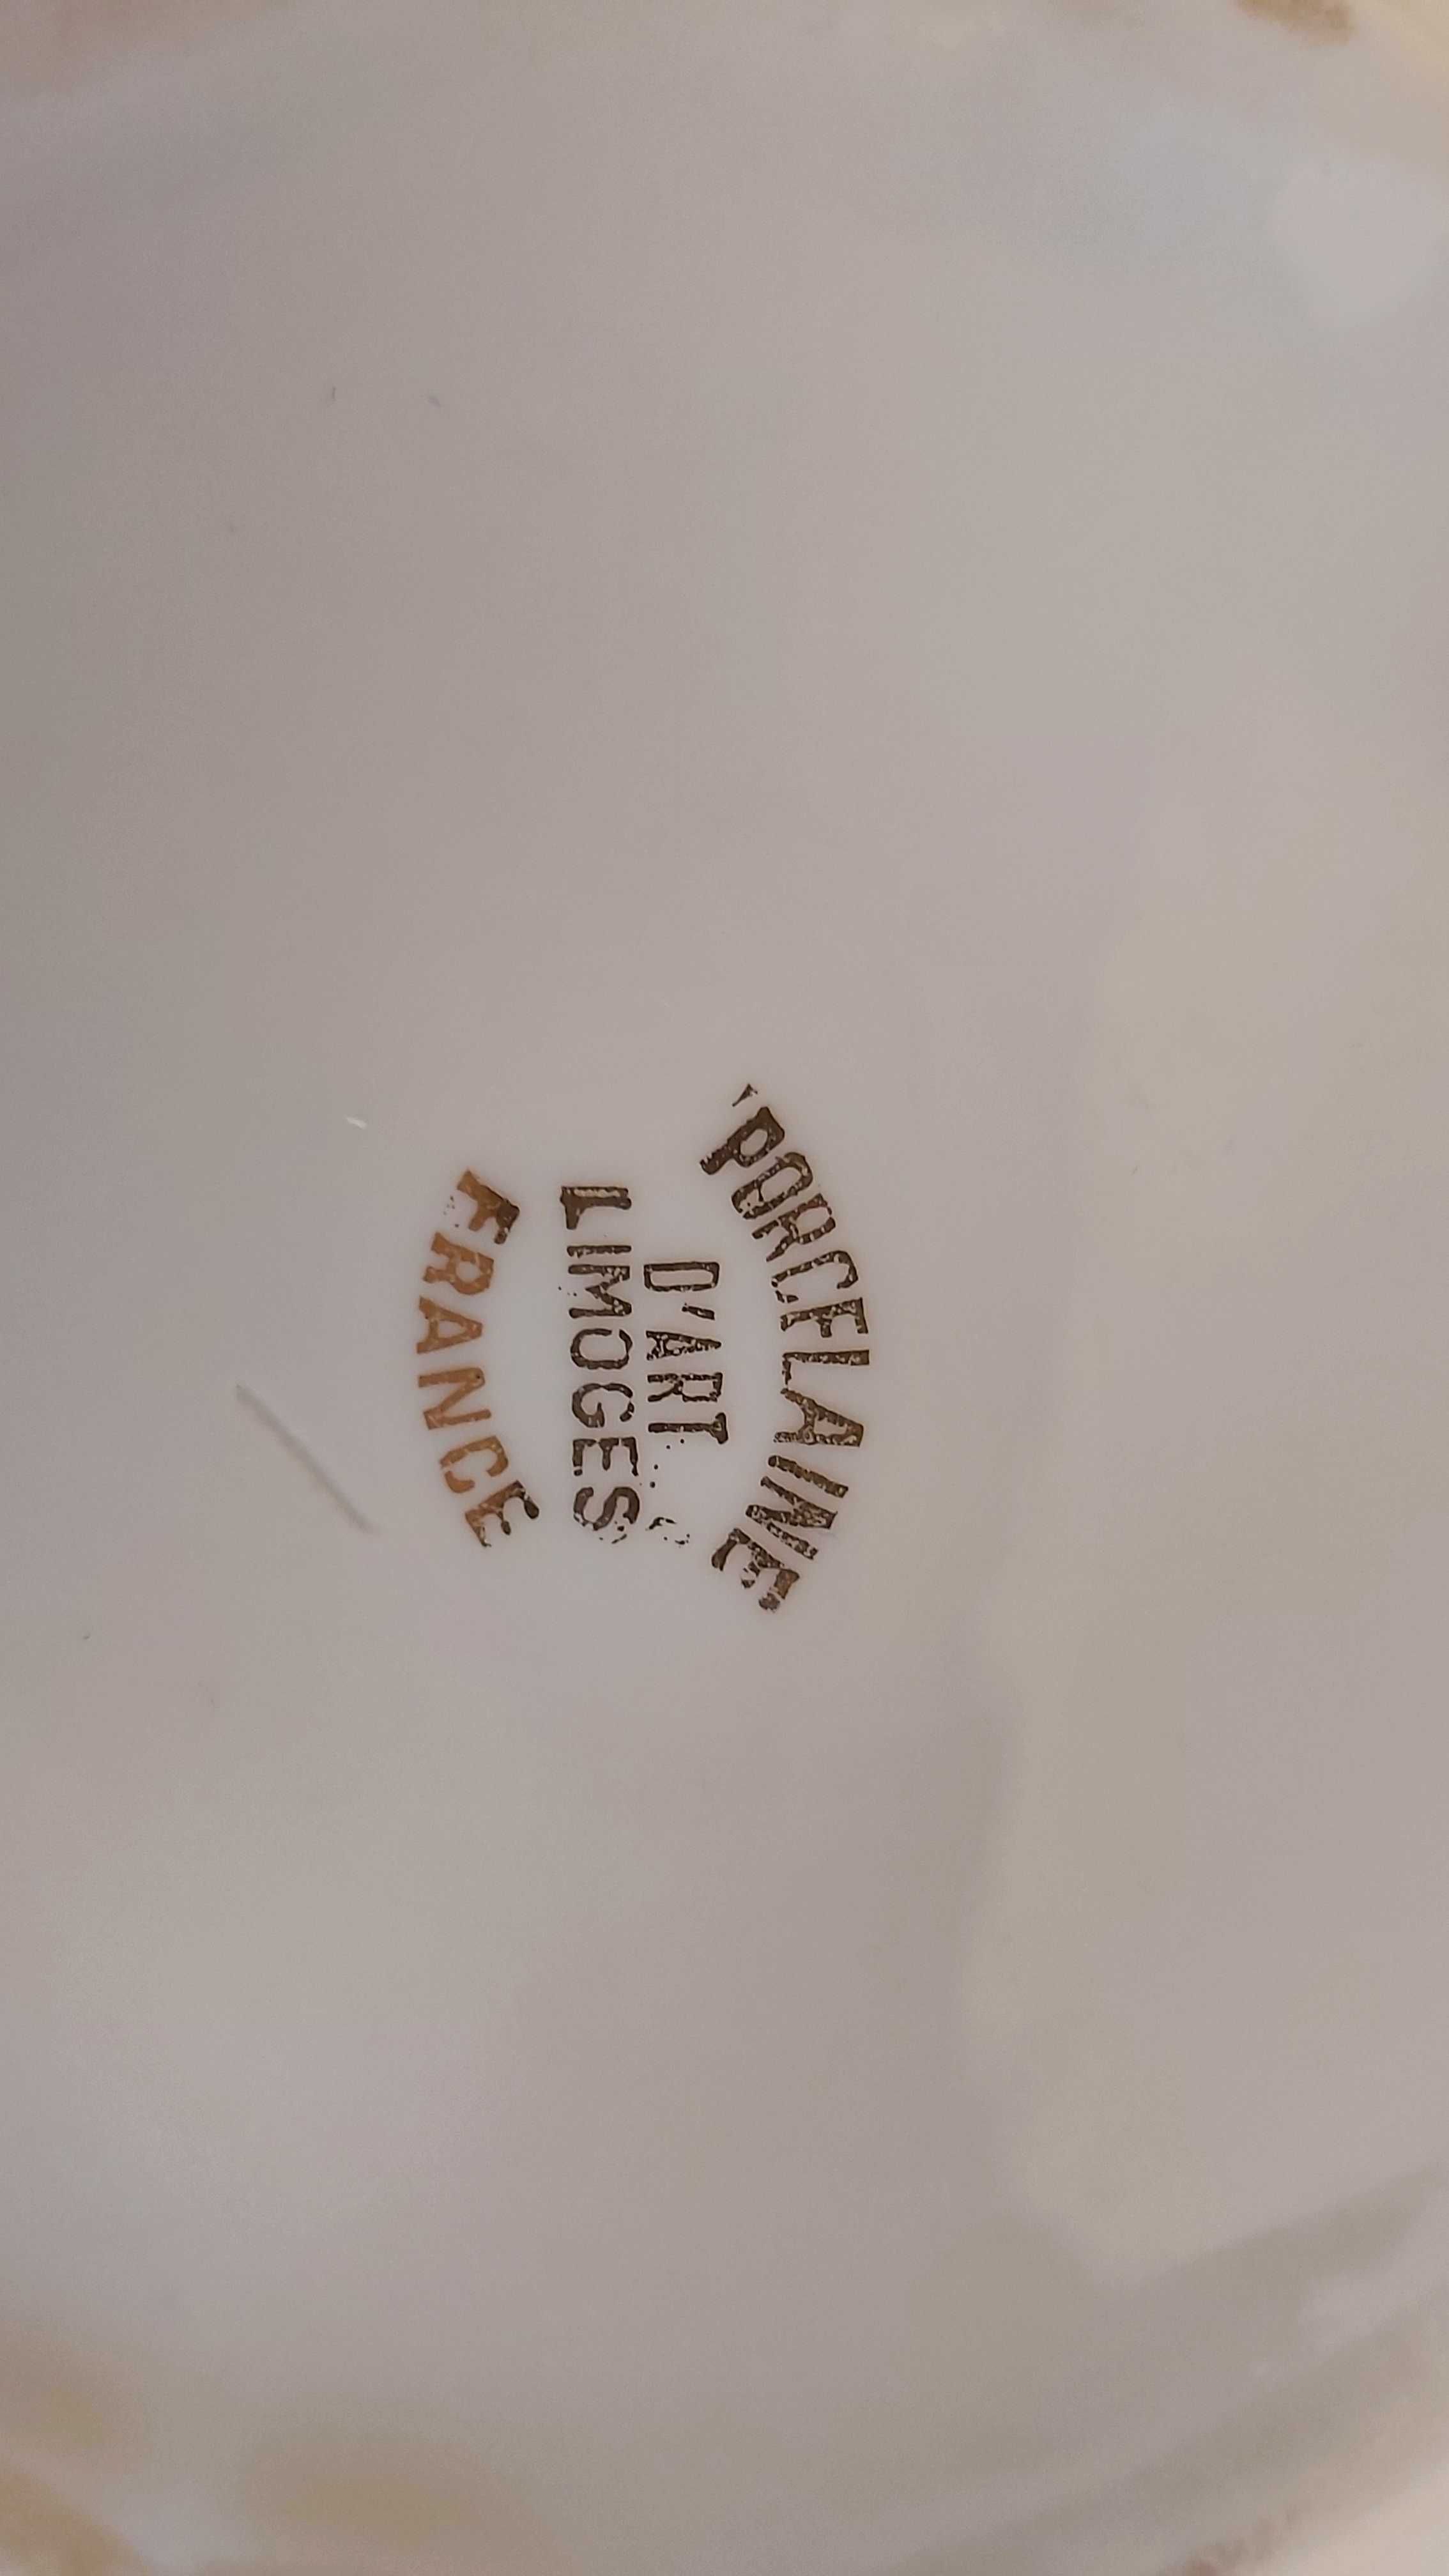 PORCELAINE
D'ART
LIMOGES
FRANCE